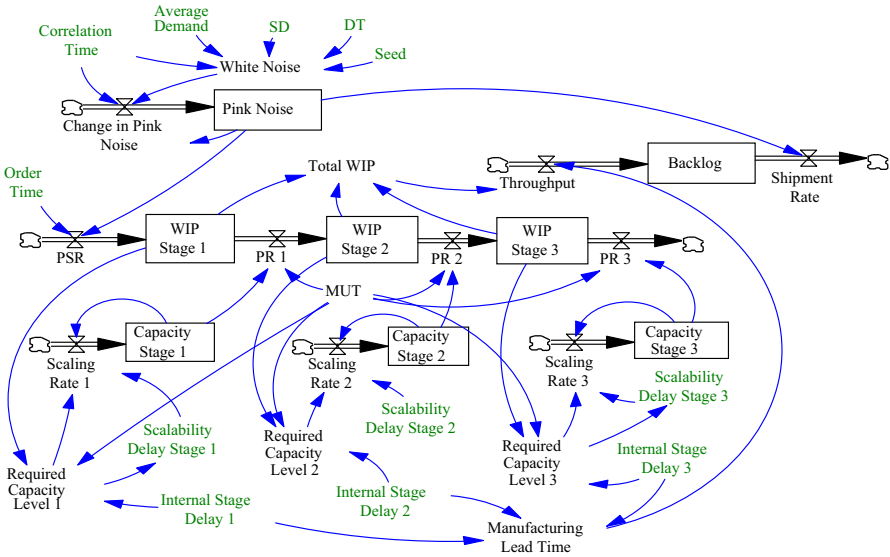 Average
Demand
SD
DT
Correlation
Time
Seed
White Noise
Pink Noise
Change in Pink
Noise
Total WIP
Throughput
Backlog
Shipment
Rate
Order
Time
PSR
WIP
Stage 1
PR 1
WIP
Stage 2
PR 2
WIP
Stage 3
PR 3
MUT
Capacity
Stage 1
Scaling
Rate 1
Capacity
Stage 2
Scaling
Rate 2
Capacity
Stage 3
Scaling
Rate 3
Scalability
Delay Stage 1
Scalability
Delay Stage 2
Scalability
Delay Stage 3
Required
Capacity
Level 1
Required
Capacity
Level 2
Required
Capacity
Level 3
Internal Stage
Delay 1
Internal Stage
Delay 2
Internal Stage
Delay 3
Manufacturing
Lead Time